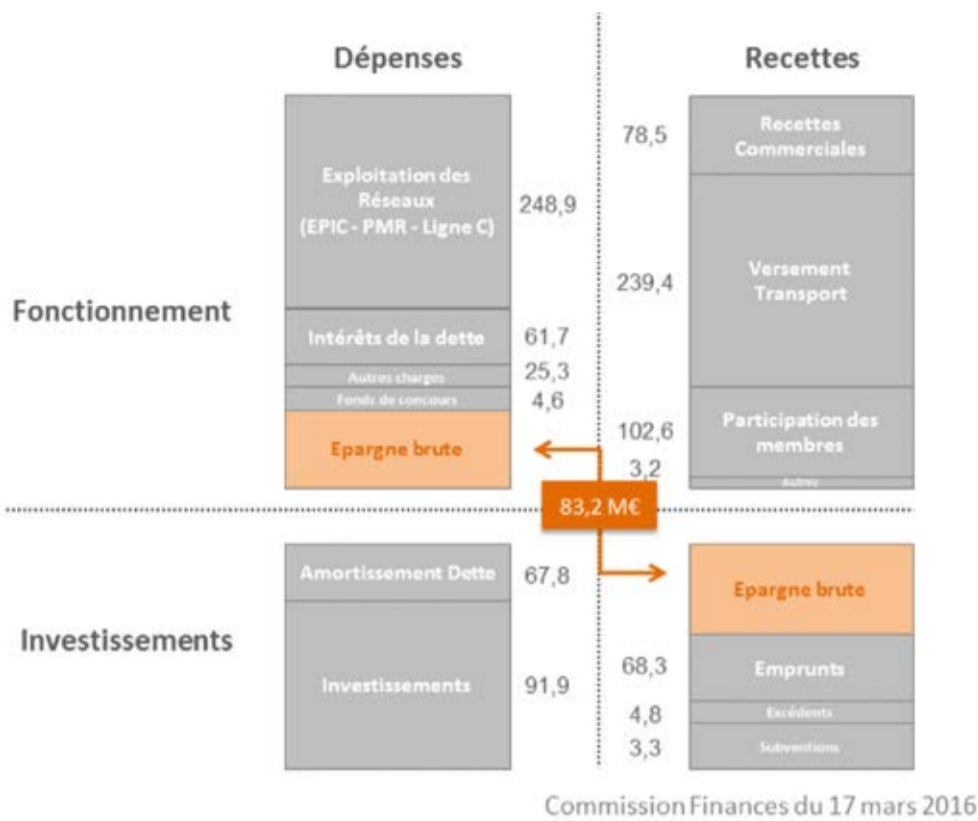 Dépenses
Recettes
Exploitation des
Réseaux
(EPIC - PMR - Ligne C)
248,9
78,5
Recettes
Commerciales
239,4
Versement
Transport
Fonctionnement
Intérêts de la dette
61,7
Autres charges
25,3
Fonds de concours
4,6
Epargne brute
102,6
Participation des
membres
3,2
Autres
83,2 M€
Investissements
Amortissement Dette
67,8
Investissements
91,9
Epargne brute
68,3
Emprunts
4,8
Excédents
3,3
Subventions
Commission Finances du 17 mars 2016